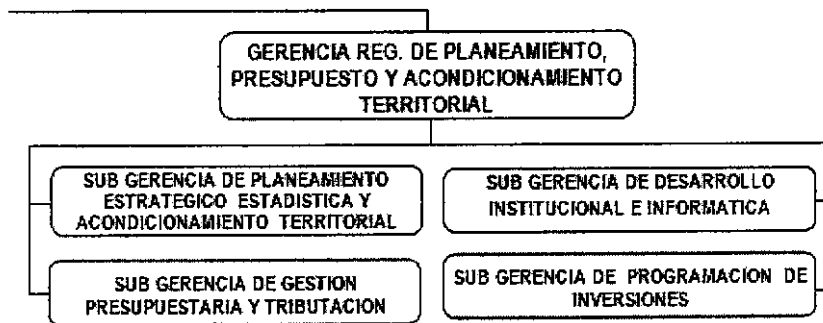 GERENCIA REG. DE PLANEAMIENTO,
PRESUPUESTO Y ACONDICIONAMIENTO
TERRITORIAL
SUB GERENCIA DE PLANEAMIENTO
ESTRATEGICO ESTADISTICA Y
ACONDICIONAMIENTO TERRITORIAL
SUB GERENCIA DE DESARROLLO
INSTITUCIONAL E INFORMATICA
SUB GERENCIA DE GESTION
PRESUPUESTARIA Y TRIBUTACION
SUB GERENCIA DE PROGRAMACION DE
INVERSIONES